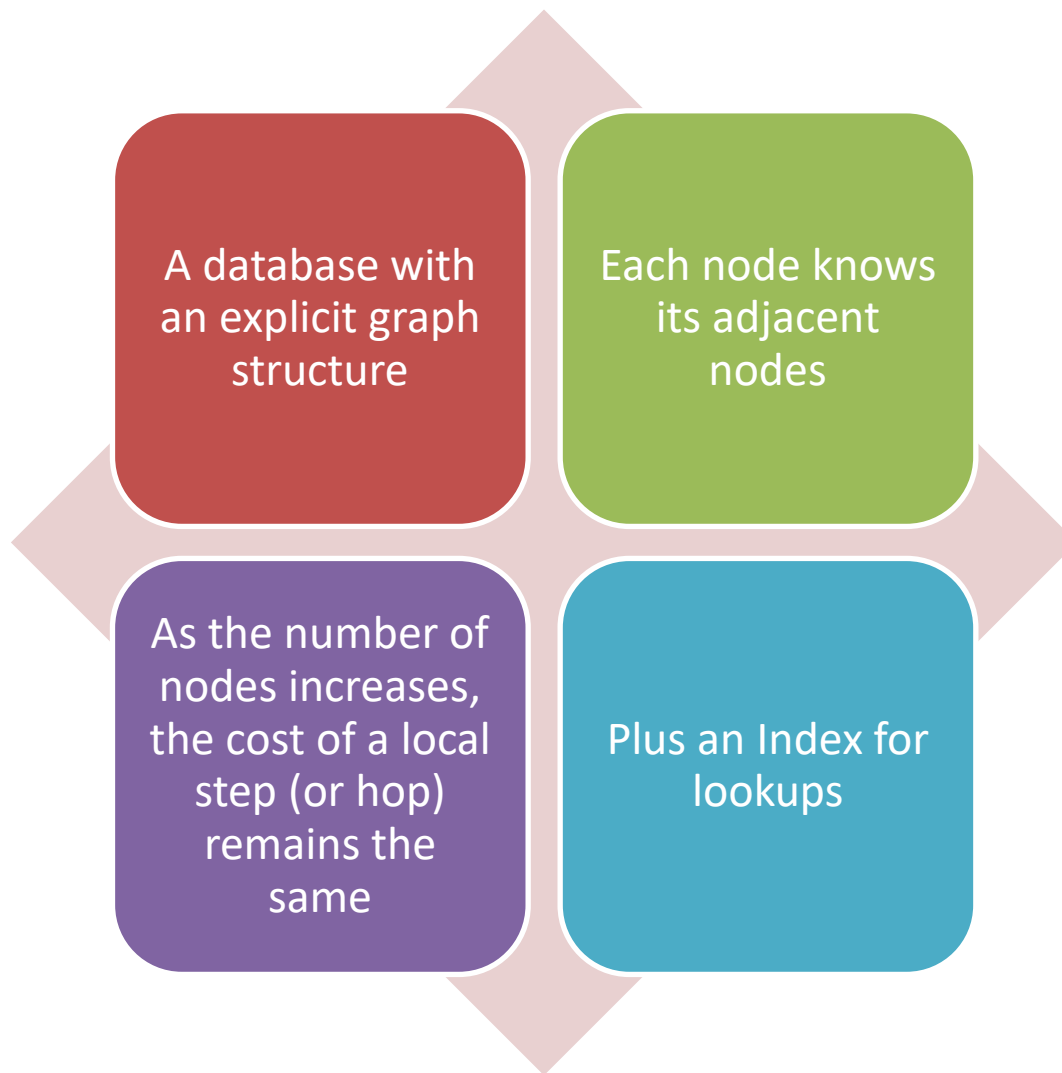 A database with
an explicit graph
structure
Each node knows
its adjacent
nodes
As the number of
nodes increases,
the cost of a local
step (or hop)
remains the
same
Plus an Index for
lookups